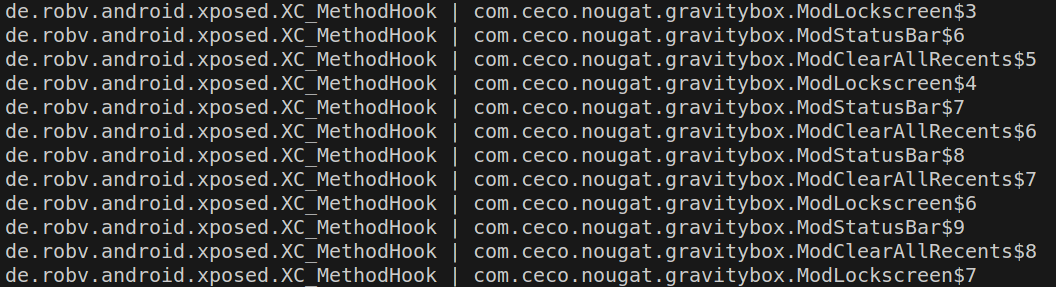 de.robv.android.xposed.XC_MethodHook | com.ceco.nougat.gravitybox.ModLockscreen$3
de.robv.android.xposed.XC_MethodHook | com.ceco.nougat.gravitybox.ModStatusBar$6
de.robv.android.xposed.XC_MethodHook | com.ceco.nougat.gravitybox.ModClearAllRecents$5
de.robv.android.xposed.XC_MethodHook | com.ceco.nougat.gravitybox.ModLockscreen$4
de.robv.android.xposed.XC_MethodHook | com.ceco.nougat.gravitybox.ModStatusBar$7
de.robv.android.xposed.XC_MethodHook | com.ceco.nougat.gravitybox.ModClearAllRecents$6
de.robv.android.xposed.XC_MethodHook | com.ceco.nougat.gravitybox.ModStatusBar$8
de.robv.android.xposed.XC_MethodHook | com.ceco.nougat.gravitybox.ModClearAllRecents$7
de.robv.android.xposed.XC_MethodHook | com.ceco.nougat.gravitybox.ModLockscreen$6
de.robv.android.xposed.XC_MethodHook | com.ceco.nougat.gravitybox.ModStatusBar$9
de.robv.android.xposed.XC_MethodHook | com.ceco.nougat.gravitybox.ModClearAllRecents$8
de.robv.android.xposed.XC_MethodHook | com.ceco.nougat.gravitybox.ModLockscreen$7